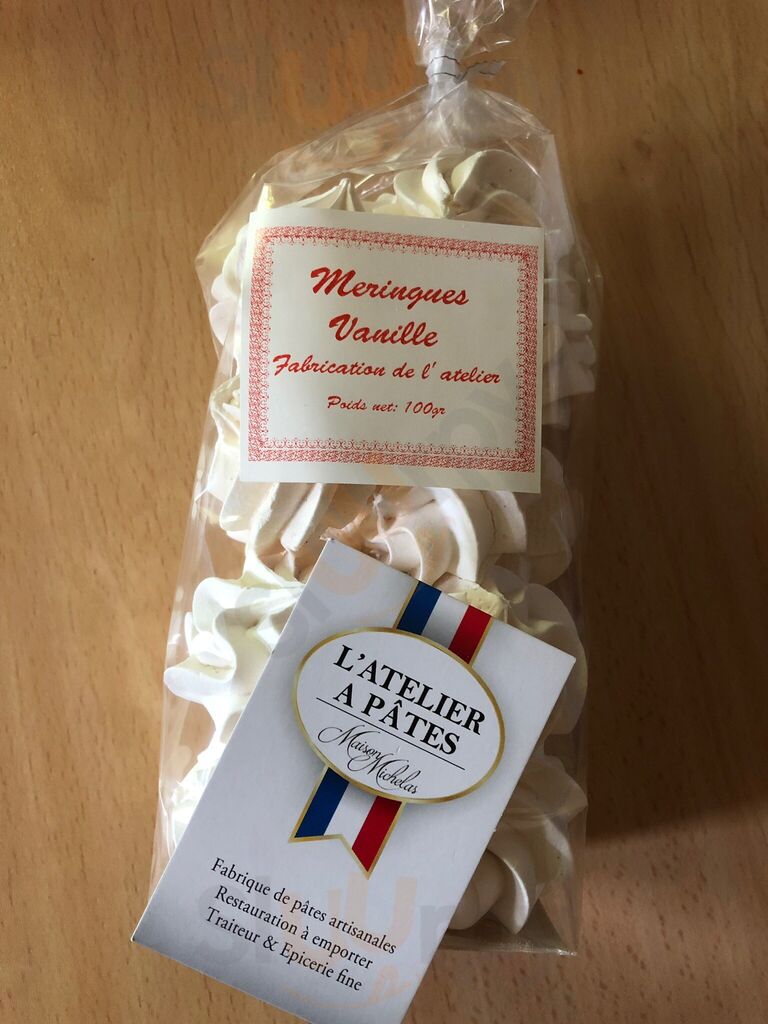 Meringues
Vanille
Fabrication de l' atelier
Poids net: 100gr
L'ATELIER
A PÂTES
Maison
Michelas
Fabrique de pâtes artisanales
Restauration à emporter
Traiteur & Epicerie fine